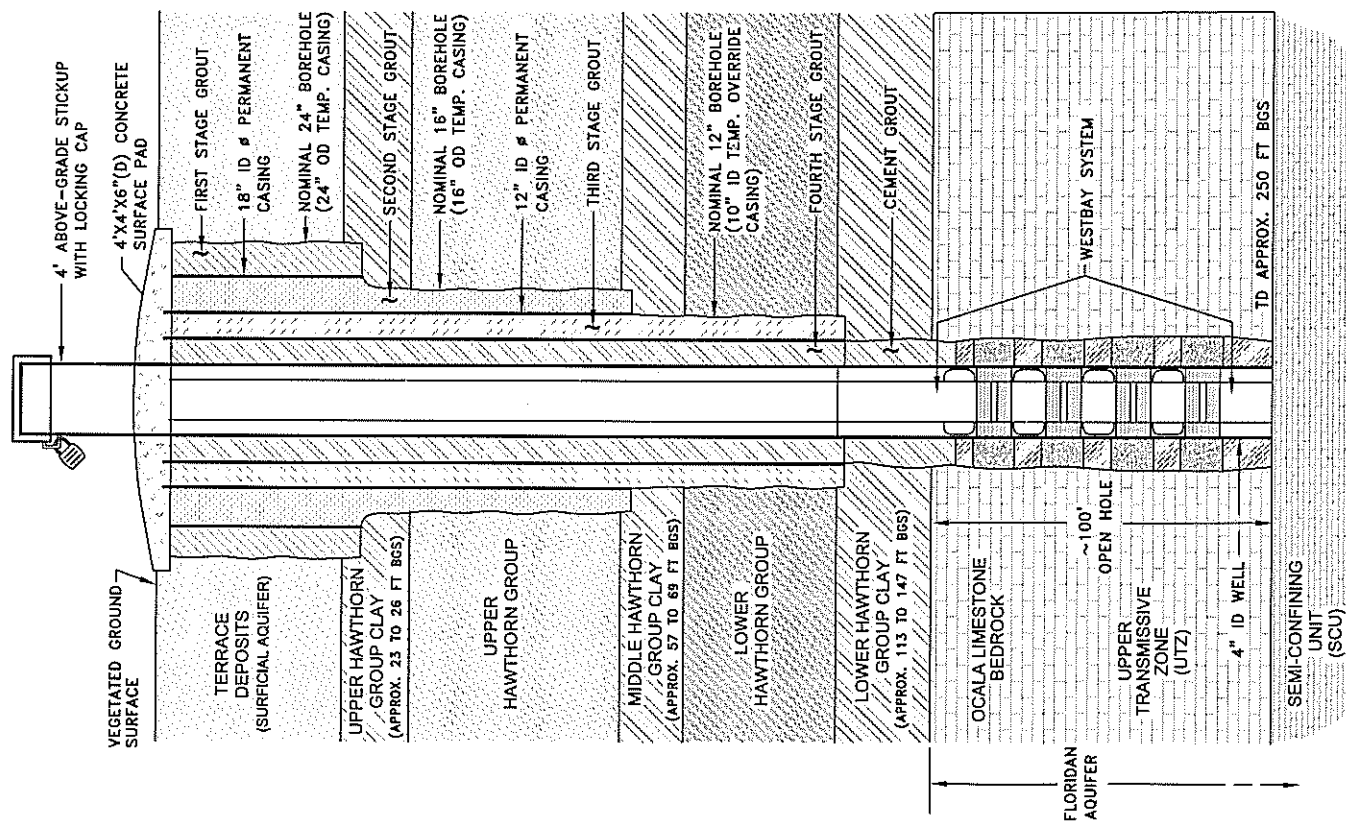 4' ABOVE-GRADE STICKUP
WITH LOCKING CAP
4'X4'X6"(D) CONCRETE
SURFACE PAD
FIRST STAGE GROUT
18" ID ø PERMANENT
CASING
NOMINAL 24" BOREHOLE
(24" OD TEMP. CASING)
SECOND STAGE GROUT
NOMINAL 16" BOREHOLE
(16" OD TEMP. CASING)
12" ID ø PERMANENT
CASING
THIRD STAGE GROUT
NOMINAL 12" BOREHOLE
(10" ID TEMP. OVERRIDE
CASING)
FOURTH STAGE GROUT
CEMENT GROUT
WESTBAY SYSTEM
TD APPROX. 250 FT BGS
VEGETATED GROUND
SURFACE
TERRACE
DEPOSITS
(SURFICIAL AQUIFER)
UPPER HAWTHORN
GROUP CLAY
(APPROX. 23 TO 26 FT BGS)
UPPER
HAWTHORN GROUP
MIDDLE HAWTHORN
GROUP CLAY
(APPROX. 57 TO 69 FT BGS)
LOWER
HAWTHORN GROUP
LOWER HAWTHORN
GROUP CLAY
(APPROX. 113 TO 147 FT BGS)
OCALA LIMESTONE
BEDROCK
~100'
OPEN HOLE
UPPER
TRANSMISSIVE
ZONE
(UTZ)
4" ID WELL
SEMI-CONFINING
UNIT
(SCU)
FLORIDAN
AQUIFER